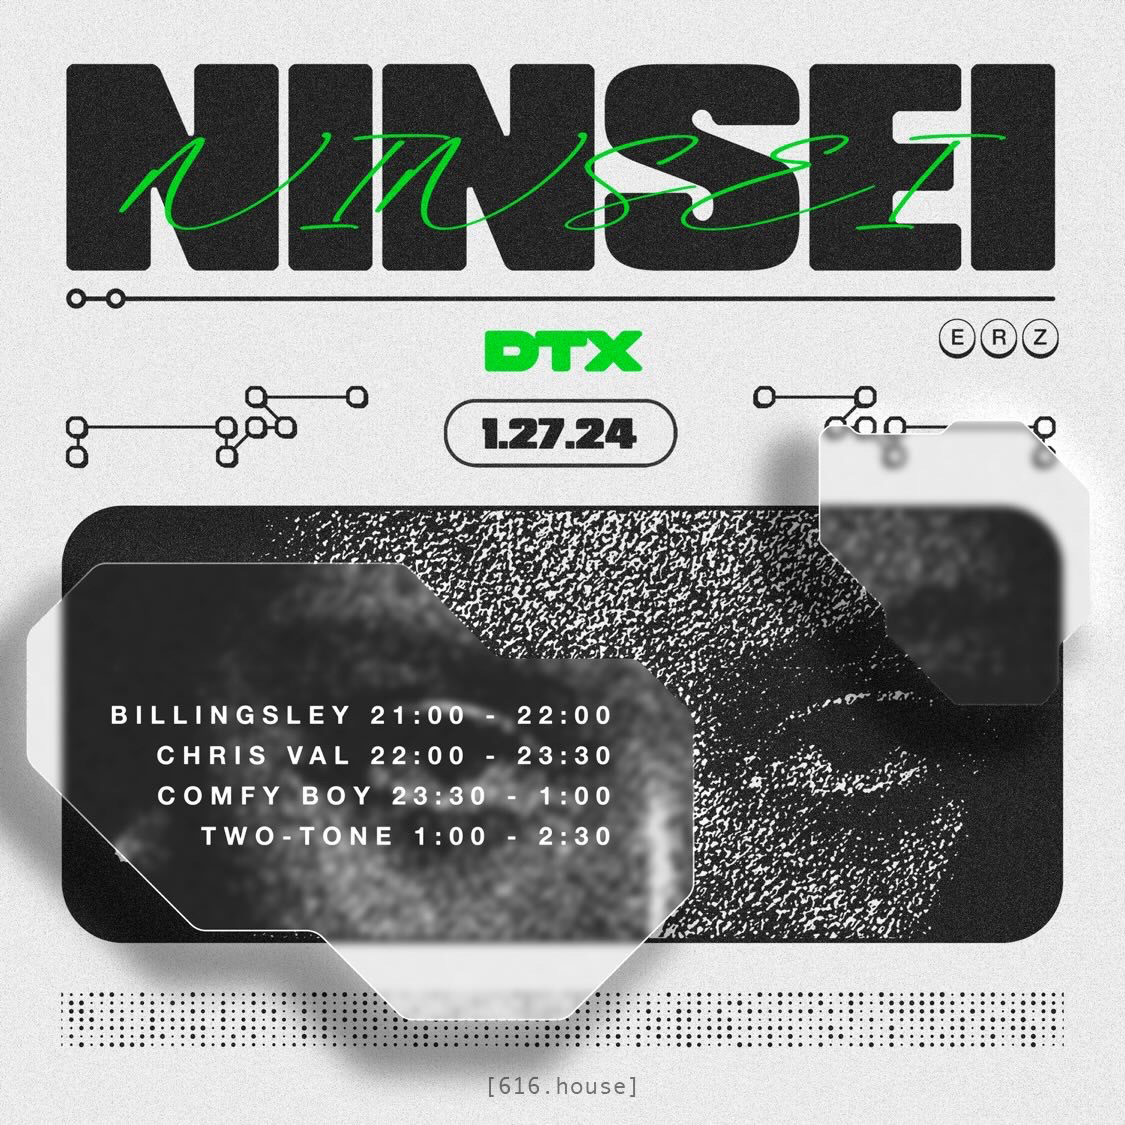 NINSEI
NINSEI
DTX
ERZ
1.27.24
BILLINGSLEY 21:00 - 22:00
CHRIS VAL 22:00 - 23:30
COMFY BOY 23:30 - 1:00
TWO-TONE 1:00 - 2:30
[616.house]